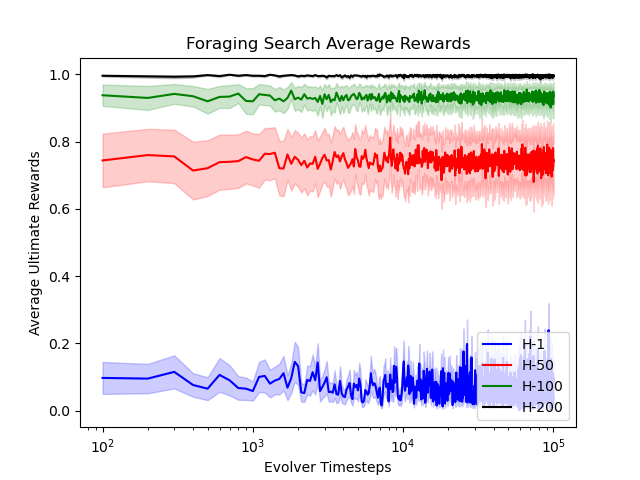 Foraging Search Average Rewards
Average Ultimate Rewards
1.0
0.8
0.6
0.4
0.2
0.0
H-1
H-50
H-100
H-200
10²
10³
10⁴
10⁵
Evolver Timesteps